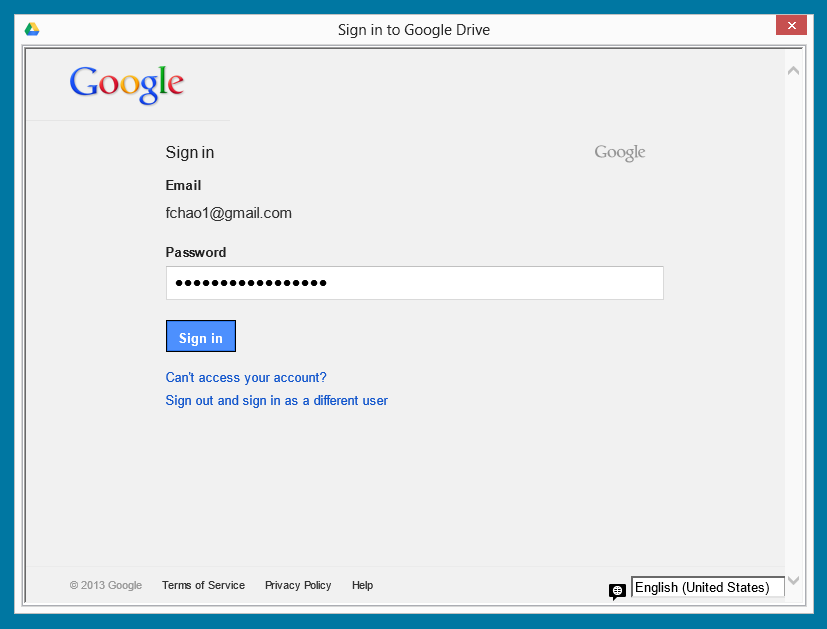 Sign in to Google Drive
Google
Sign in
Google
Email
fchao1@gmail.com
Password
•••••••••••••••••
Sign in
Can't access your account?
Sign out and sign in as a different user
© 2013 Google Terms of Service Privacy Policy Help
English (United States)